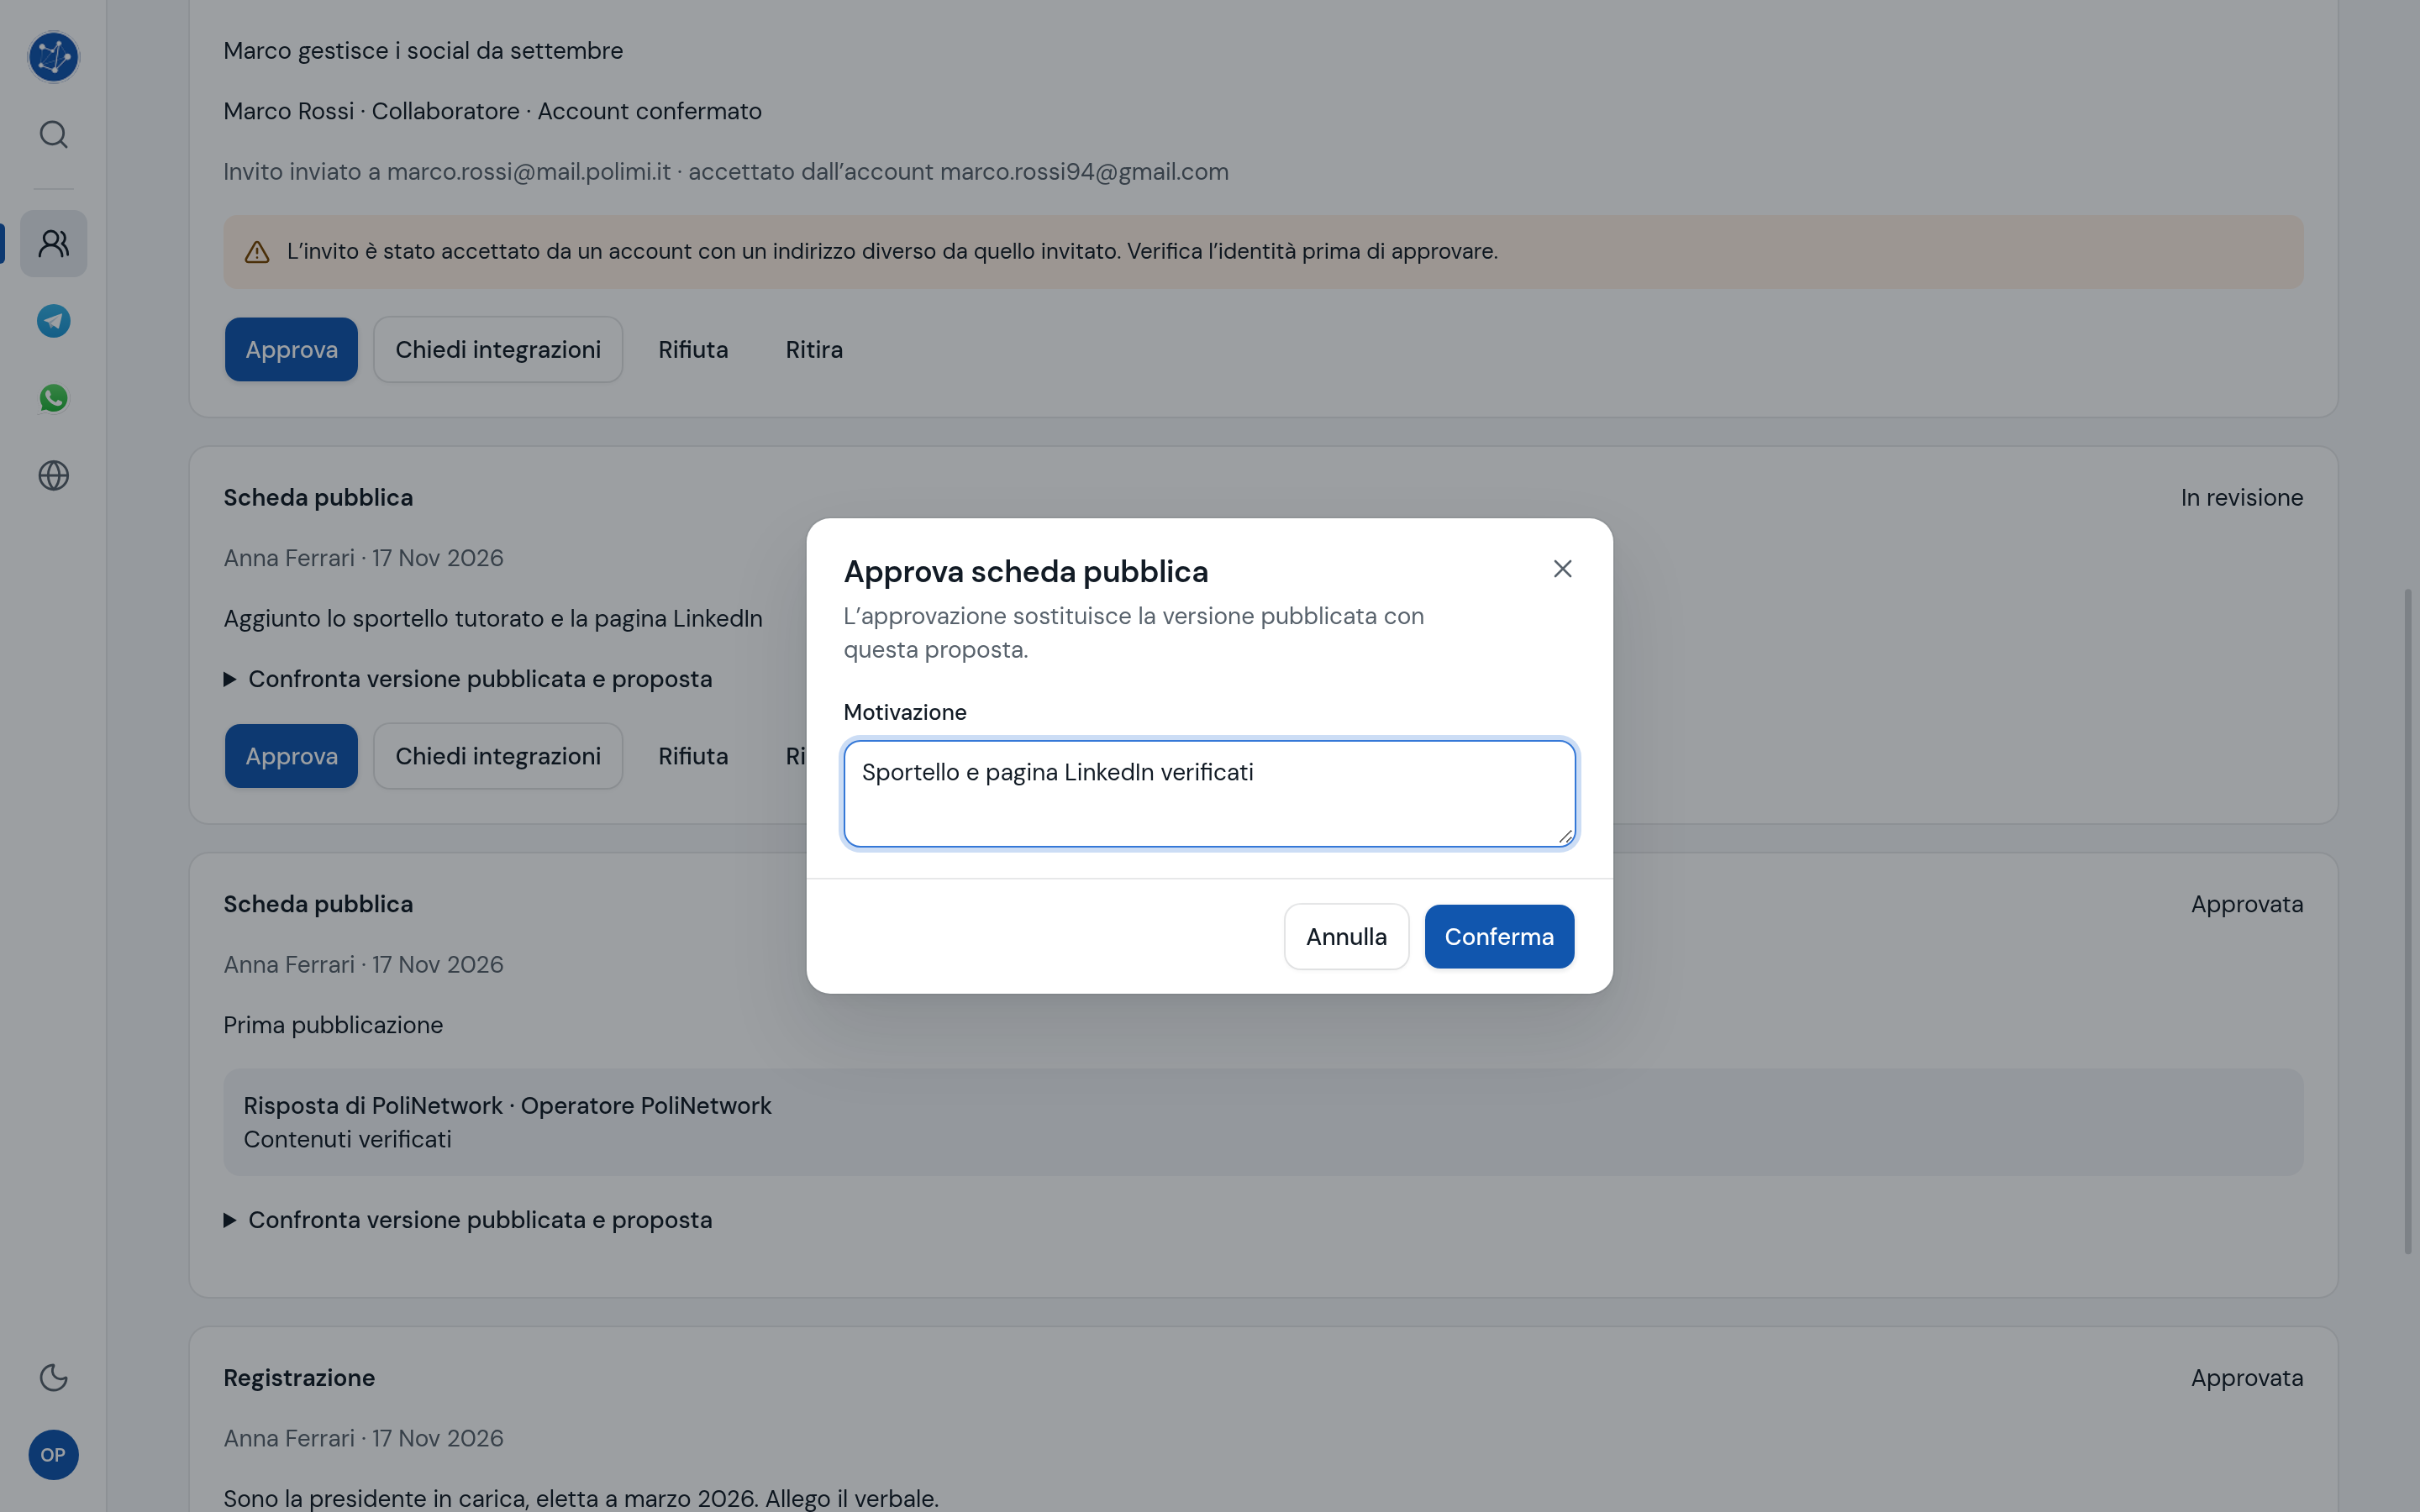 Marco gestisce i social da settembre
Marco Rossi · Collaboratore · Account confermato
Invito inviato a marco.rossi@mail.polimi.it · accettato dall’account marco.rossi94@gmail.com
L’invito è stato accettato da un account con un indirizzo diverso da quello invitato. Verifica l’identità prima di approvare.
Approva Chiedi integrazioni Rifiuta Ritira
Scheda pubblica In revisione
Anna Ferrari · 17 Nov 2026
Aggiunto lo sportello tutorato e la pagina LinkedIn
Confronta versione pubblicata e proposta
Approva Chiedi integrazioni Rifiuta Ri
Approva scheda pubblica
L’approvazione sostituisce la versione pubblicata con
questa proposta.
Motivazione
Sportello e pagina LinkedIn verificati
Annulla Conferma
Scheda pubblica Approvata
Anna Ferrari · 17 Nov 2026
Prima pubblicazione
Risposta di PoliNetwork · Operatore PoliNetwork
Contenuti verificati
Confronta versione pubblicata e proposta
Registrazione Approvata
Anna Ferrari · 17 Nov 2026
Sono la presidente in carica, eletta a marzo 2026. Allego il verbale.
OP